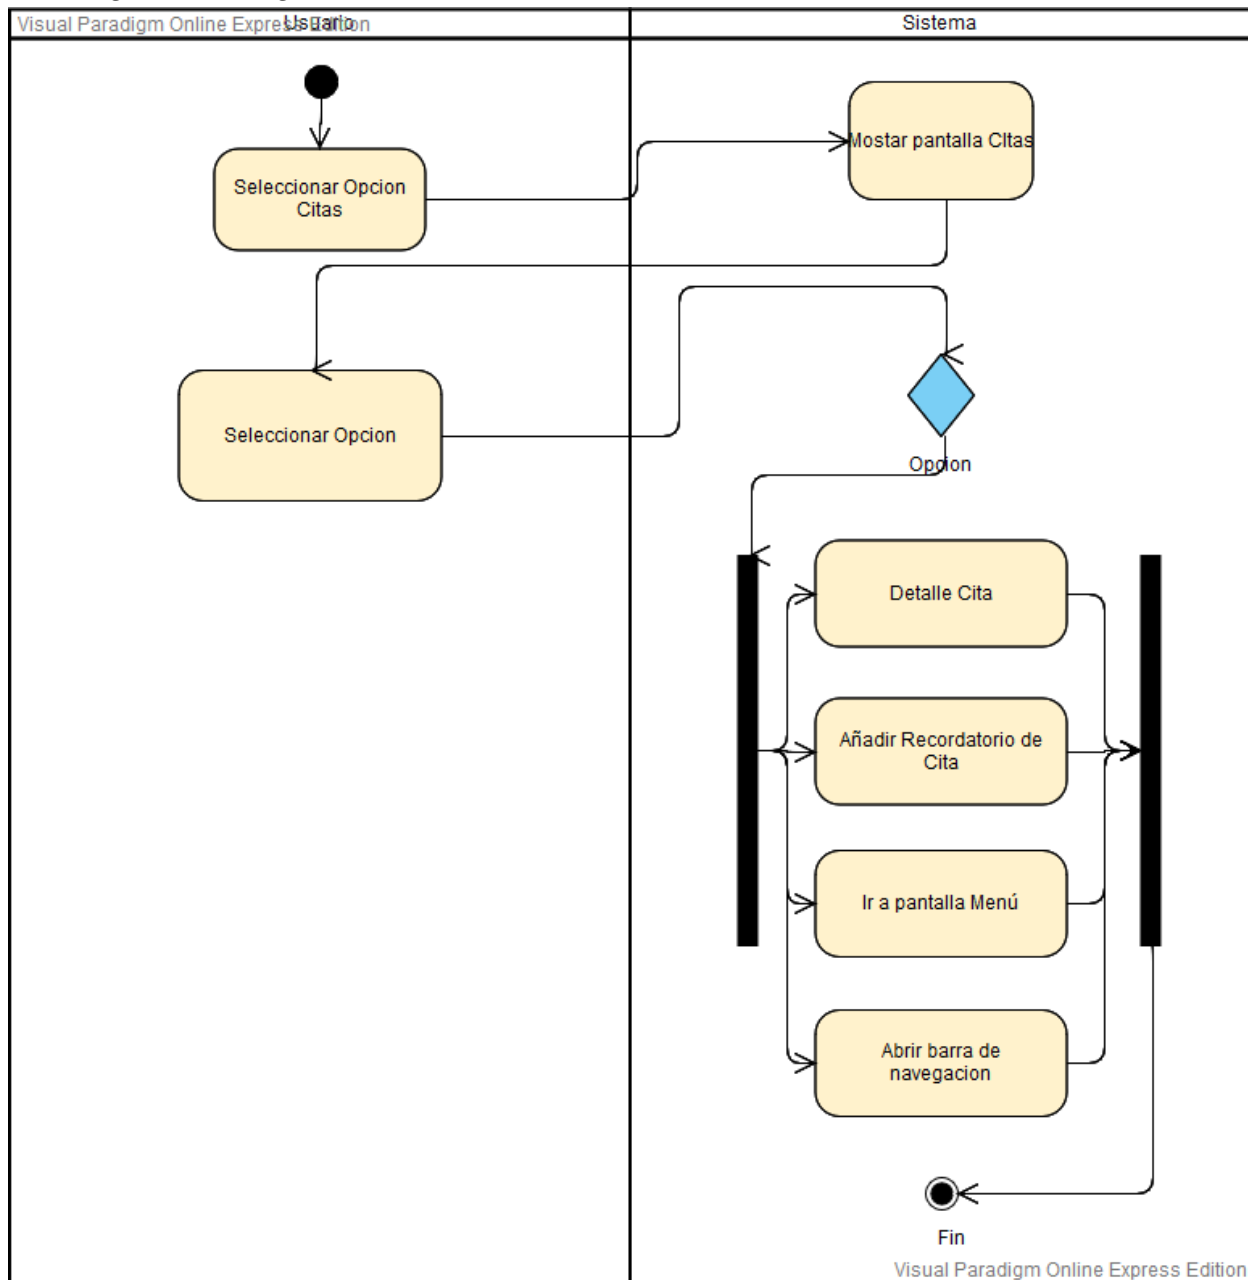 Visual Paradigm Online Express Edition
Usuario
Sistema
Seleccionar Opcion
Citas
Mostar pantalla CItas
Seleccionar Opcion
Opcion
Detalle Cita
Añadir Recordatorio de
Cita
Ir a pantalla Menú
Abrir barra de
navegacion
Fin
Visual Paradigm Online Express Edition